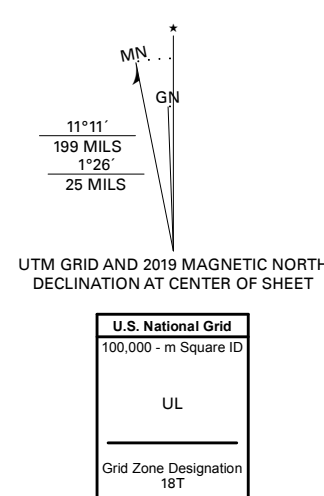 ★
MN
GN
11°11´
199 MILS
1°26´
25 MILS
UTM GRID AND 2019 MAGNETIC NORTH
DECLINATION AT CENTER OF SHEET
U.S. National Grid
100,000 - m Square ID
UL
Grid Zone Designation
18T